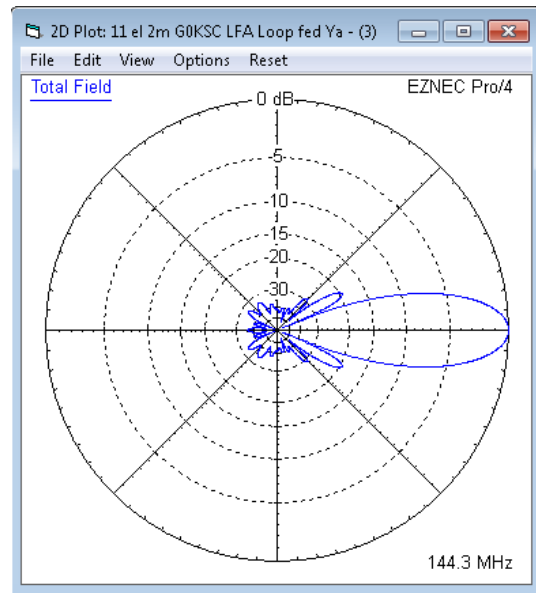 2D Plot: 11 el 2m G0KSC LFA Loop fed Ya - (3)
File Edit View Options Reset
Total Field
EZNEC Pro/4
0 dB
-5
-10
-15
-20
-30
144.3 MHz